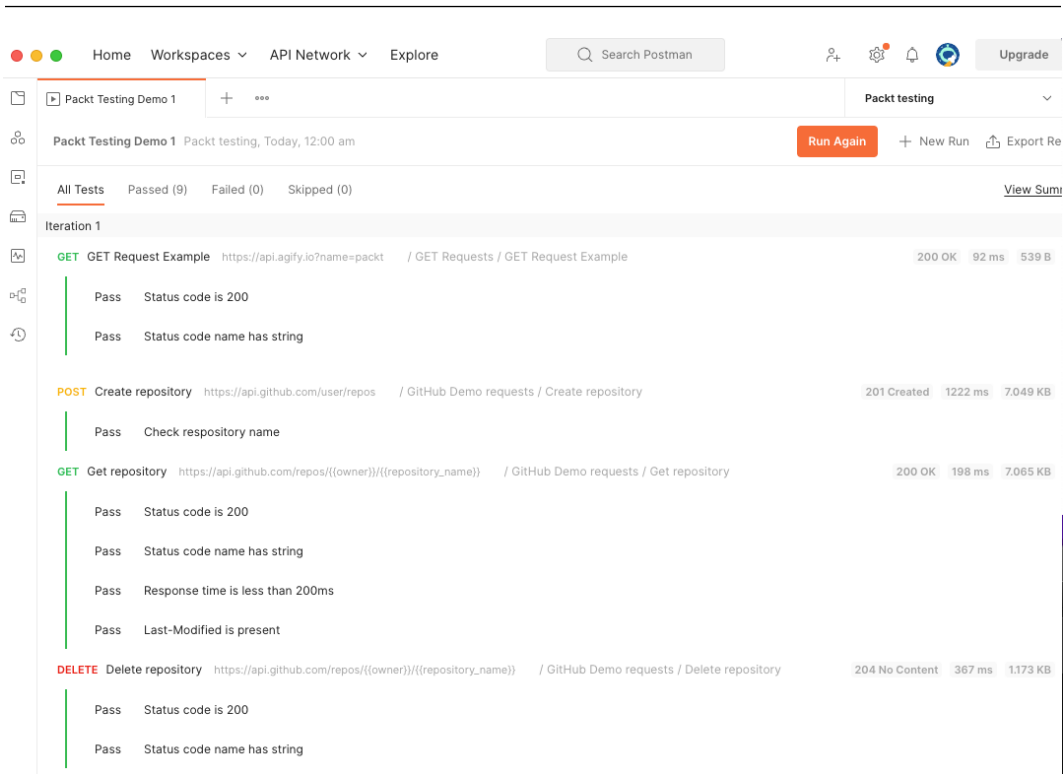 Home Workspaces API Network Explore Search Postman Upgrade
Packt Testing Demo 1 Packt testing
Packt Testing Demo 1 Packt testing, Today, 12:00 am Run Again New Run Export Re
All Tests Passed (9) Failed (0) Skipped (0) View Sum
Iteration 1
GET GET Request Example https://api.agify.io?name=packt / GET Requests / GET Request Example 200 OK 92 ms 539 B
Pass Status code is 200
Pass Status code name has string
POST Create repository https://api.github.com/user/repos / GitHub Demo requests / Create repository 201 Created 1222 ms 7.049 KB
Pass Check respository name
GET Get repository https://api.github.com/repos/{{owner}}/{{repository_name}} / GitHub Demo requests / Get repository 200 OK 198 ms 7.065 KB
Pass Status code is 200
Pass Status code name has string
Pass Response time is less than 200ms
Pass Last-Modified is present
DELETE Delete repository https://api.github.com/repos/{{owner}}/{{repository_name}} / GitHub Demo requests / Delete repository 204 No Content 367 ms 1.173 KB
Pass Status code is 200
Pass Status code name has string